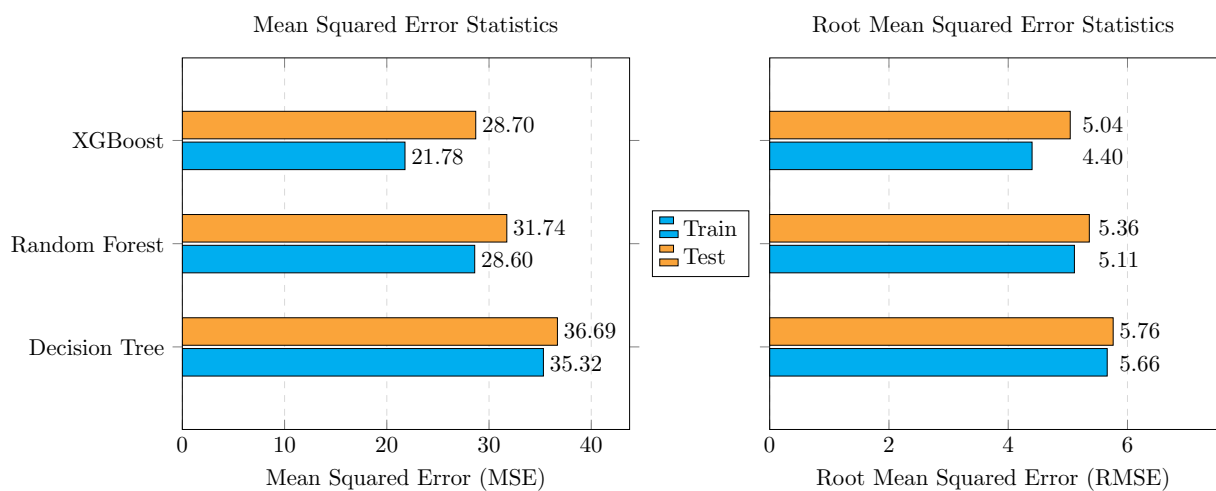 Mean Squared Error Statistics
XGBoost
Random Forest
Decision Tree
28.70
21.78
31.74
28.60
36.69
35.32
0 10 20 30 40
Mean Squared Error (MSE)
Train
Test
Root Mean Squared Error Statistics
5.04
4.40
5.36
5.11
5.76
5.66
0 2 4 6
Root Mean Squared Error (RMSE)